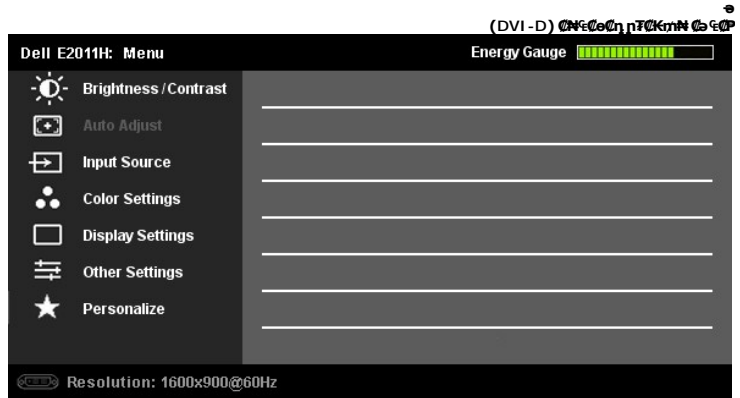 (DVI-D)
Dell E2011H: Menu
Energy Gauge
Brightness/Contrast
Auto Adjust
Input Source
Color Settings
Display Settings
Other Settings
Personalize
Resolution: 1600x900@60Hz